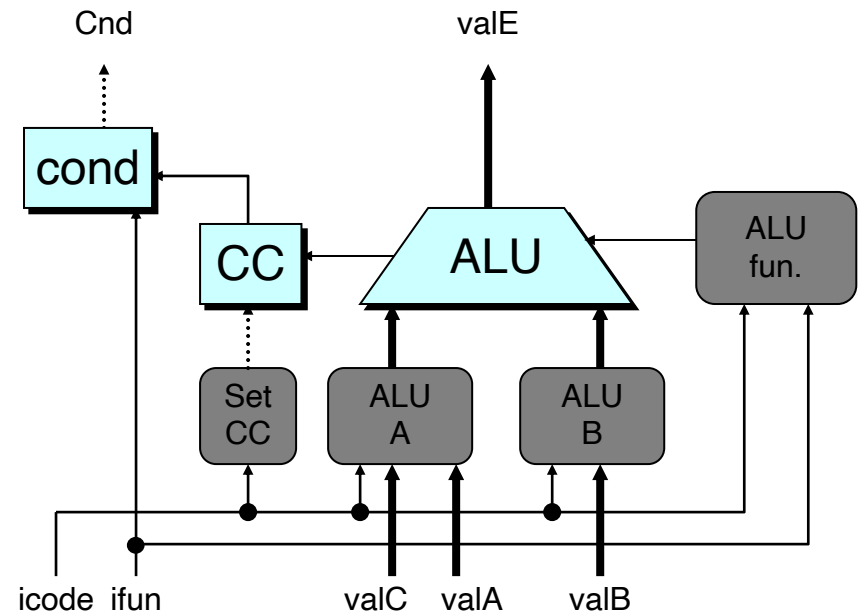 Cnd
valE
cond
CC
ALU
ALU
fun.
Set
CC
ALU
A
ALU
B
icode
ifun
valC
valA
valB